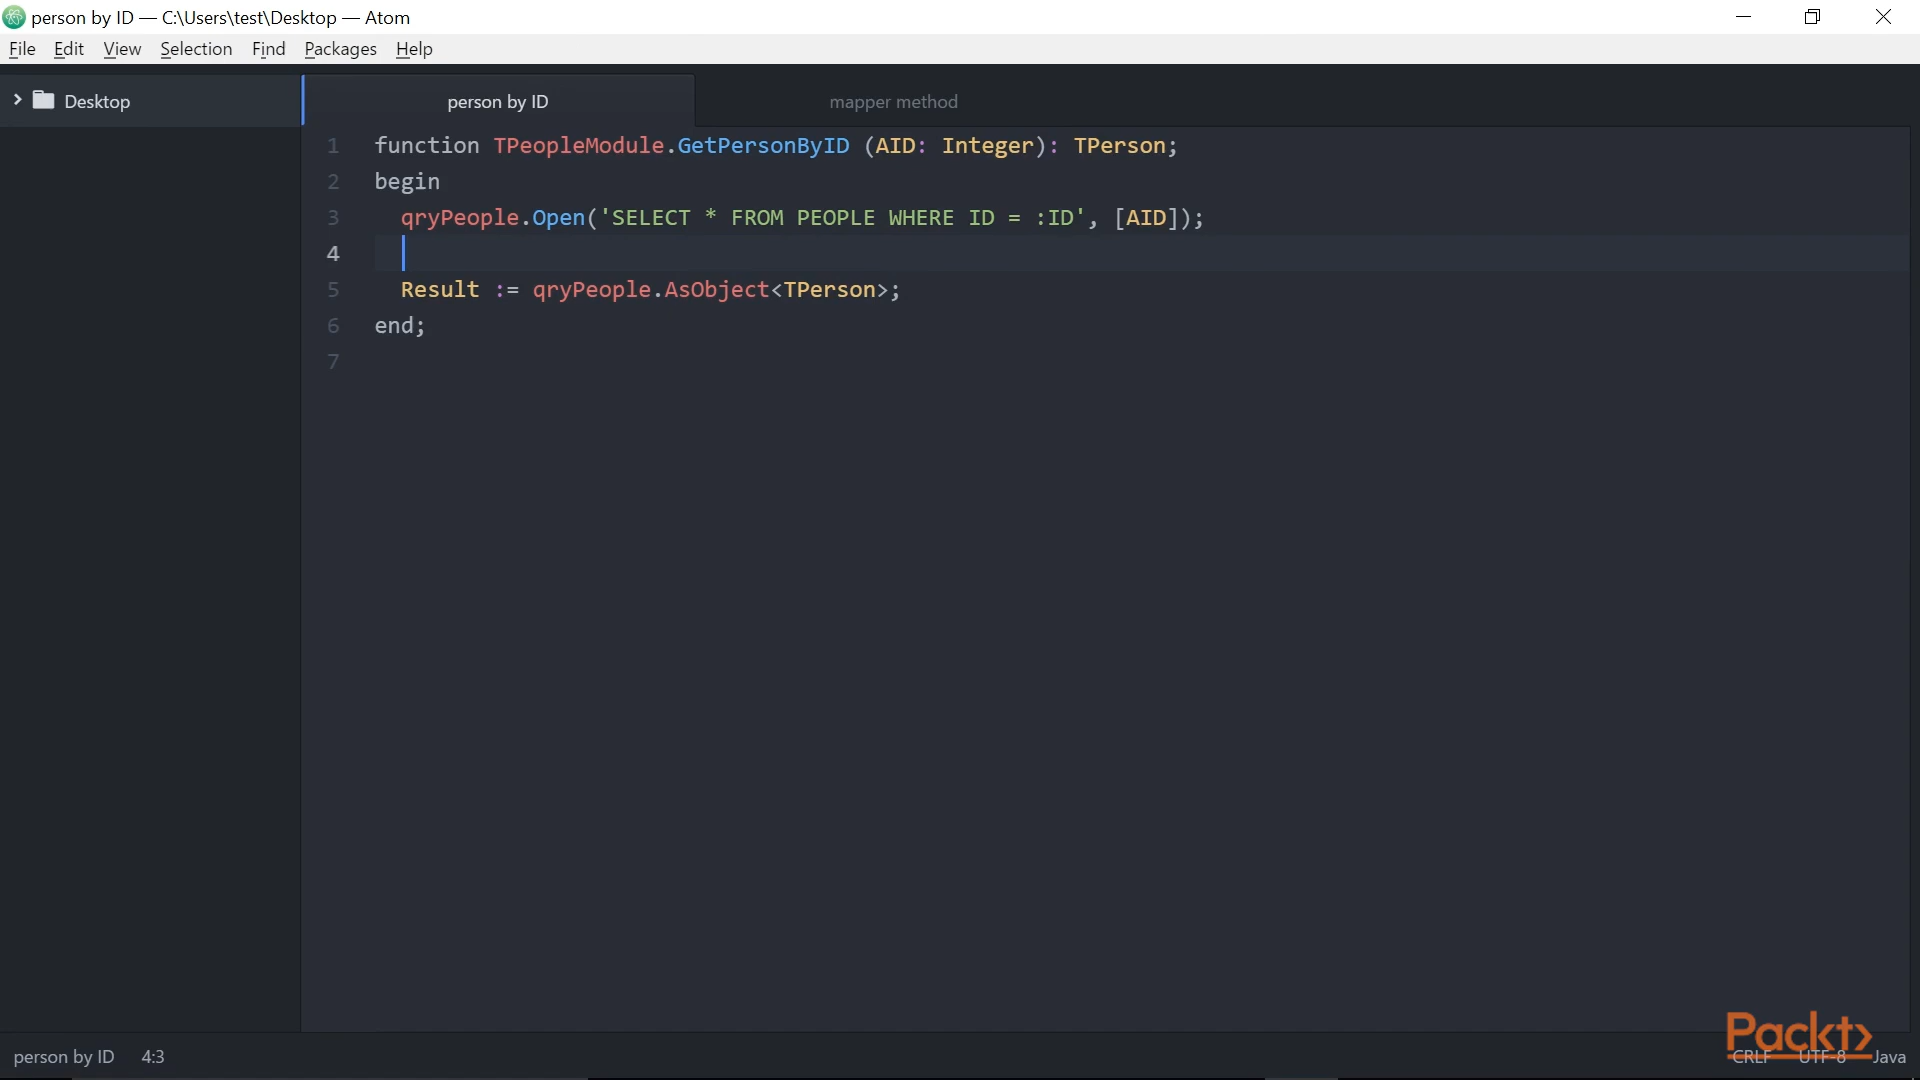 person by ID — C:\Users\test\Desktop — Atom
File Edit View Selection Find Packages Help
Desktop
person by ID
mapper method
1 function TPeopleModule.GetPersonByID (AID: Integer): TPerson;
2 begin
3 qryPeople.Open('SELECT * FROM PEOPLE WHERE ID = :ID', [AID]);
4
5 Result := qryPeople.AsObject<TPerson>;
6 end;
7
Packt>
person by ID 4:3 CRLF UTF-8 Java